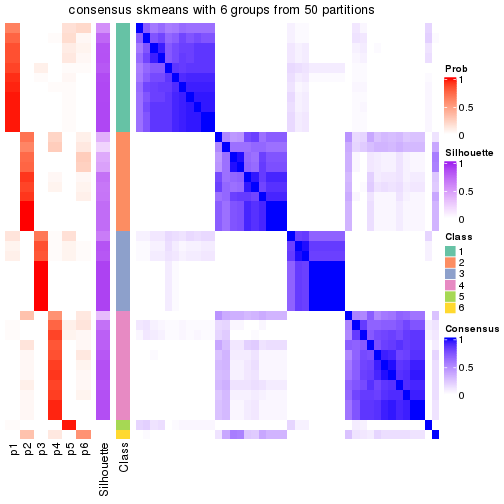 consensus skmeans with 6 groups from 50 partitions
Prob
1
0.5
0
Silhouette
1
0.5
0
Class
1
2
3
4
5
6
Consensus
1
0.5
0
p1
p2
p3
p4
p5
p6
Silhouette
Class